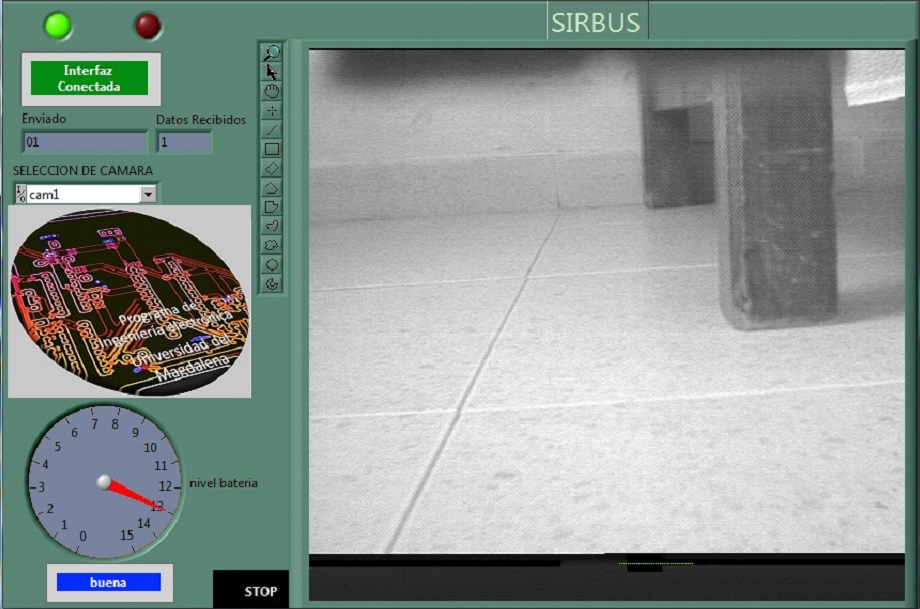 SIRBUS
Interfaz
Conectada
Enviado
Datos Recibidos
01
1
SELECCION DE CAMARA
I/O
cam1
Programa de
Ingeniería electrónica
Universidad del
Magdalena
0
1
2
3
4
5
6
7
8
9
10
11
12
13
14
15
nivel bateria
buena
STOP